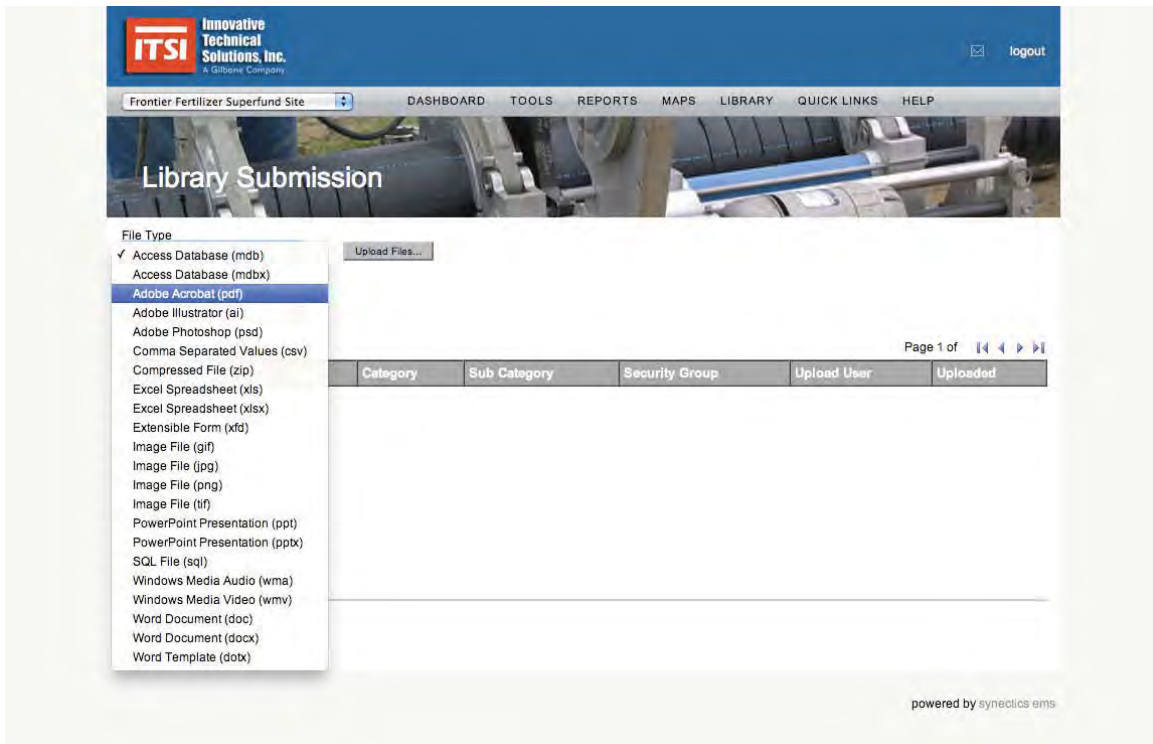 ITSI
Innovative
Technical
Solutions, Inc.
A Gilbane Company
logout
Frontier Fertilizer Superfund Site
DASHBOARD TOOLS REPORTS MAPS LIBRARY QUICK LINKS HELP
Library Submission
File Type
Upload Files...
✓ Access Database (mdb)
Access Database (mdbx)
Adobe Acrobat (pdf)
Adobe Illustrator (ai)
Adobe Photoshop (psd)
Comma Separated Values (csv)
Compressed File (zip)
Excel Spreadsheet (xls)
Excel Spreadsheet (xlsx)
Extensible Form (xfd)
Image File (gif)
Image File (jpg)
Image File (png)
Image File (tif)
PowerPoint Presentation (ppt)
PowerPoint Presentation (pptx)
SQL File (sql)
Windows Media Audio (wma)
Windows Media Video (wmv)
Word Document (doc)
Word Document (docx)
Word Template (dotx)
Page 1 of
Category Sub Category Security Group Upload User Uploaded
powered by synectics ems